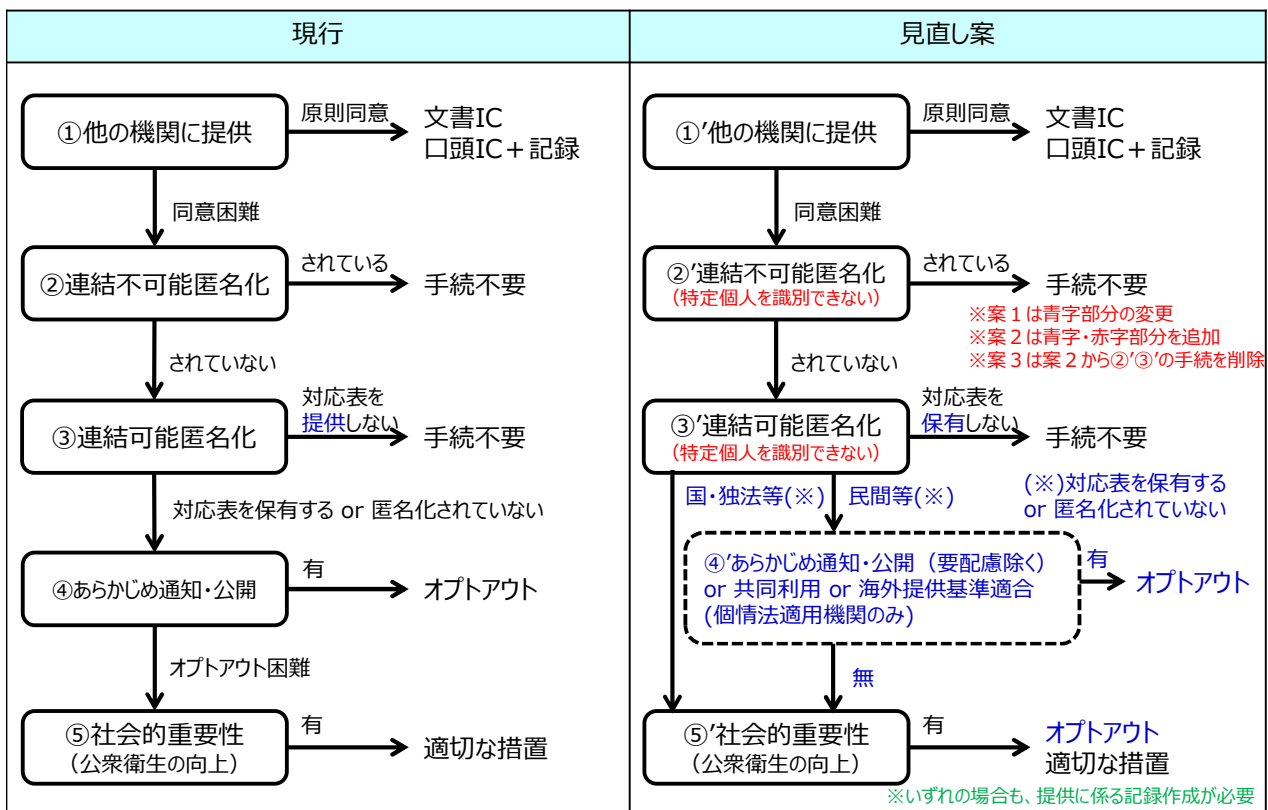 現行
①他の機関に提供
原則同意
文書IC
口頭IC＋記録
同意困難
②連結不可能匿名化
されている
手続不要
されていない
③連結可能匿名化
対応表を
提供しない
手続不要
対応表を保有する or 匿名化されていない
④あらかじめ通知・公開
有
オプトアウト
オプトアウト困難
⑤社会的重要性
（公衆衛生の向上）
有
適切な措置
見直し案
①’他の機関に提供
原則同意
文書IC
口頭IC＋記録
同意困難
②’連結不可能匿名化
（特定個人を識別できない）
されている
手続不要
※案１は青字部分の変更
※案２は青字・赤字部分を追加
※案３は案２から②’③’の手続を削除
されていない
③’連結可能匿名化
（特定個人を識別できない）
対応表を
保有しない
手続不要
国・独法等(※)
民間等(※)
(※)対応表を保有する
or 匿名化されていない
④’あらかじめ通知・公開（要配慮除く）
or 共同利用 or 海外提供基準適合
(個情法適用機関のみ)
有
オプトアウト
無
⑤’社会的重要性
（公衆衛生の向上）
有
オプトアウト
適切な措置
※いずれの場合も、提供に係る記録作成が必要